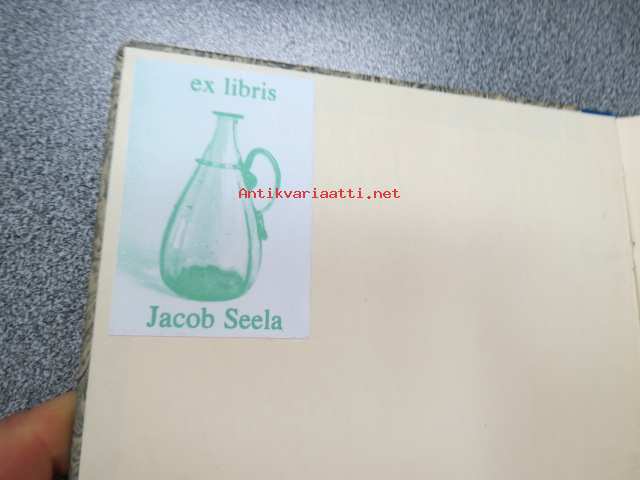 ex libris
Antikvariaatti.net
Jacob Seela